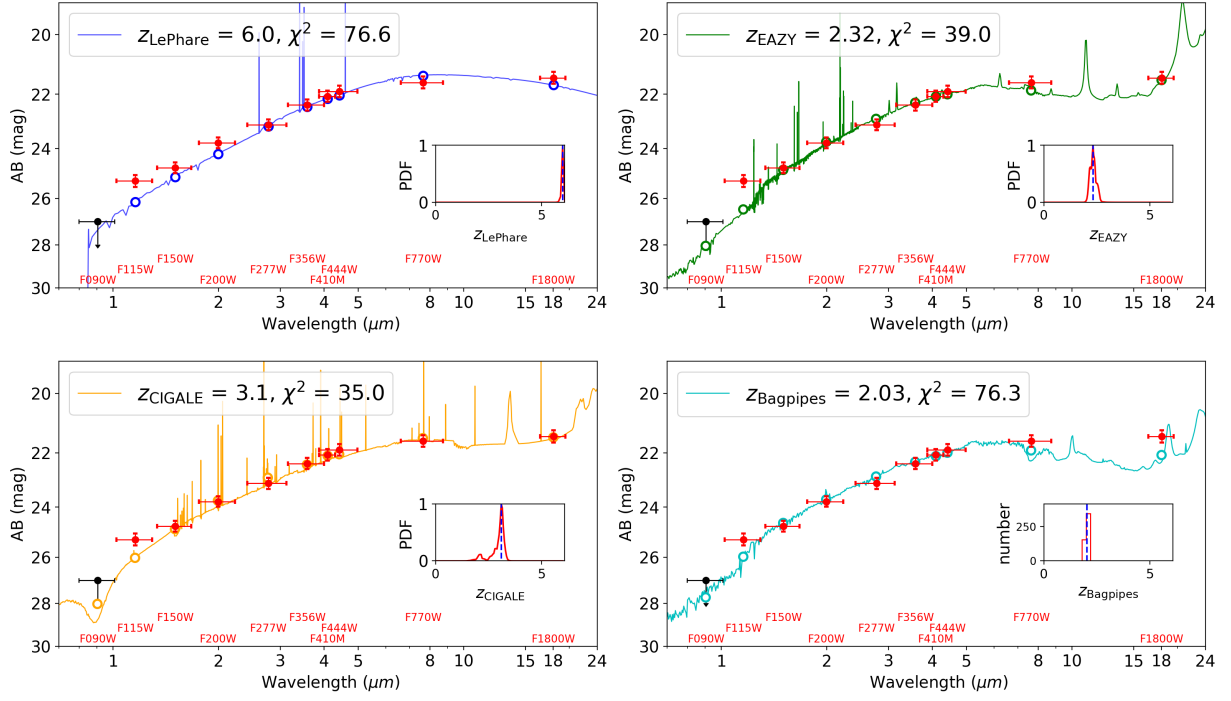 z_LePhare = 6.0, χ² = 76.6
AB (mag)
20
22
24
26
28
30
PDF
1
0
0
5
z_LePhare
F090W
F115W
F150W
F200W
F277W
F356W
F410M
F444W
F770W
F1800W
1
2
3
4
6
8
10
15
18
24
Wavelength (μm)
z_EAZY = 2.32, χ² = 39.0
AB (mag)
20
22
24
26
28
30
PDF
1
0
0
5
z_EAZY
F090W
F115W
F150W
F200W
F277W
F356W
F410M
F444W
F770W
F1800W
1
2
3
4
6
8
10
15
18
24
Wavelength (μm)
z_CIGALE = 3.1, χ² = 35.0
AB (mag)
20
22
24
26
28
30
PDF
1
0
0
5
z_CIGALE
F090W
F115W
F150W
F200W
F277W
F356W
F410M
F444W
F770W
F1800W
1
2
3
4
6
8
10
15
18
24
Wavelength (μm)
z_Bagpipes = 2.03, χ² = 76.3
AB (mag)
20
22
24
26
28
30
number
250
0
0
5
z_Bagpipes
F090W
F115W
F150W
F200W
F277W
F356W
F410M
F444W
F770W
F1800W
1
2
3
4
6
8
10
15
18
24
Wavelength (μm)